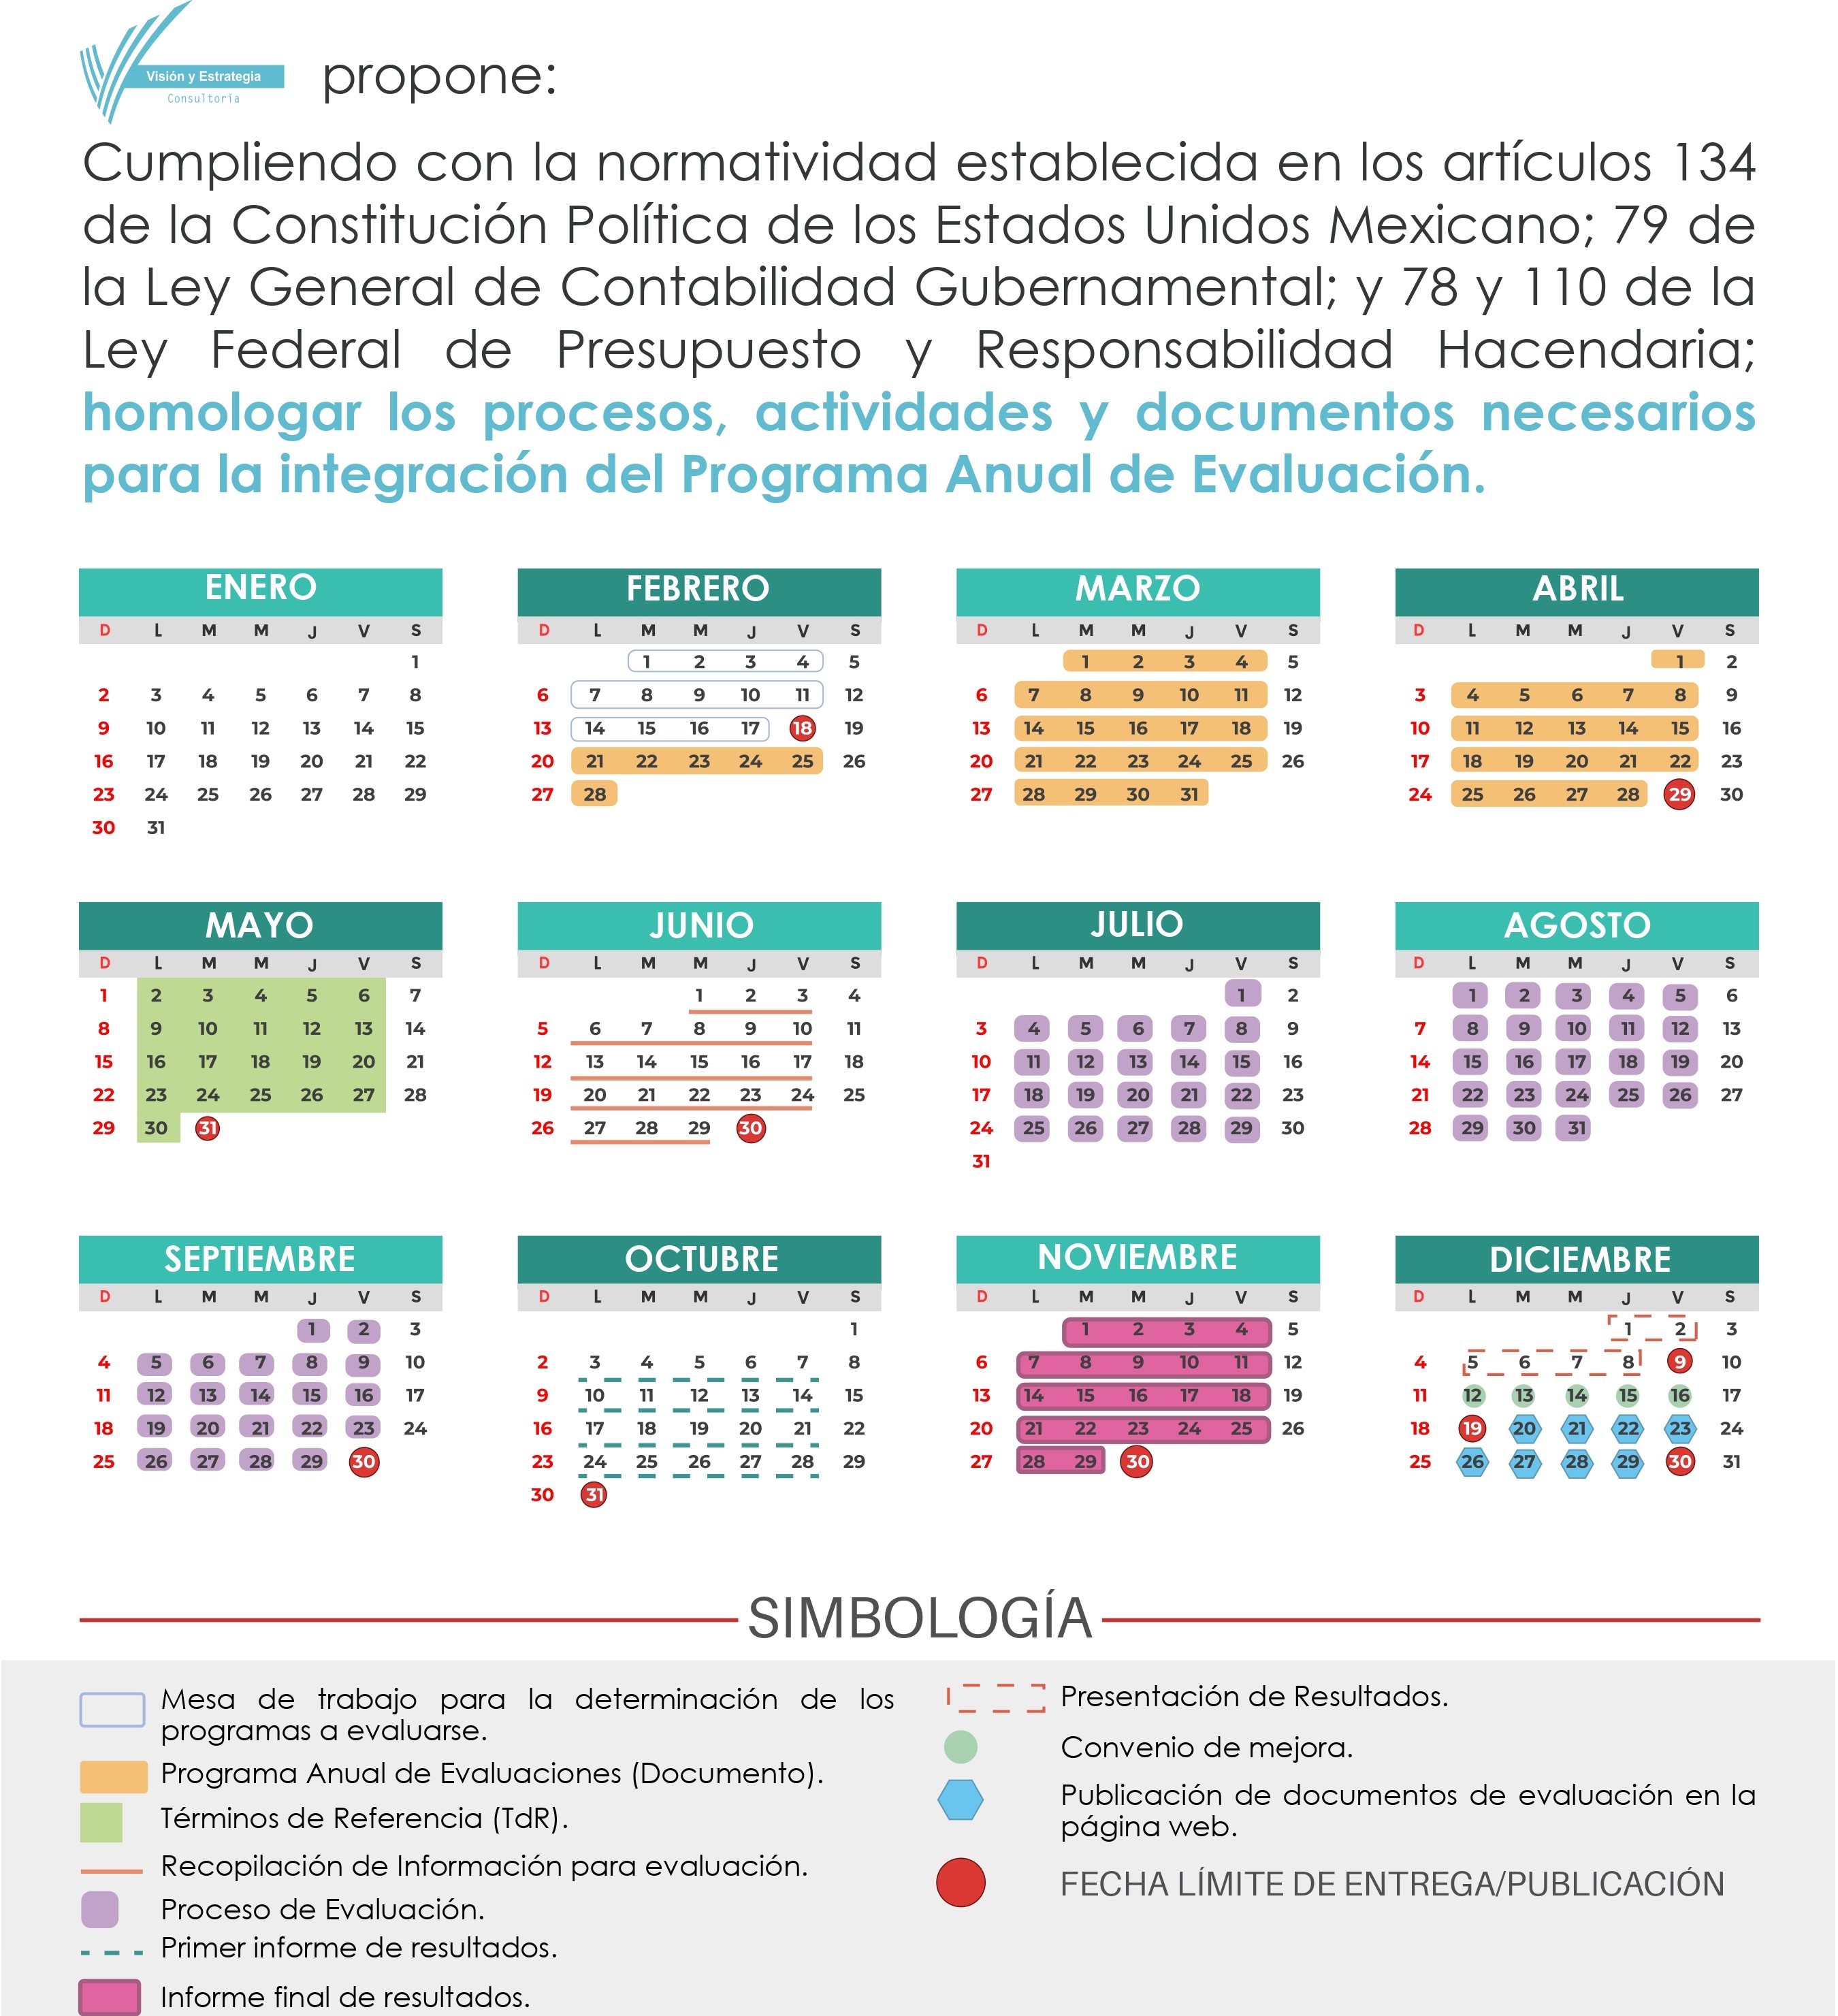 Visión y Estrategia
Consultoría
propone:
Cumpliendo con la normatividad establecida en los artículos 134
de la Constitución Política de los Estados Unidos Mexicano; 79 de
la Ley General de Contabilidad Gubernamental; y 78 y 110 de la
Ley Federal de Presupuesto y Responsabilidad Hacendaria;
homologar los procesos, actividades y documentos necesarios
para la integración del Programa Anual de Evaluación.
ENERO
D L M M J V S
1
2 3 4 5 6 7 8
9 10 11 12 13 14 15
16 17 18 19 20 21 22
23 24 25 26 27 28 29
30 31
FEBRERO
D L M M J V S
1 2 3 4 5
6 7 8 9 10 11 12
13 14 15 16 17 18 19
20 21 22 23 24 25 26
27 28
MARZO
D L M M J V S
1 2 3 4 5
6 7 8 9 10 11 12
13 14 15 16 17 18 19
20 21 22 23 24 25 26
27 28 29 30 31
ABRIL
D L M M J V S
1 2
3 4 5 6 7 8 9
10 11 12 13 14 15 16
17 18 19 20 21 22 23
24 25 26 27 28 29 30
MAYO
D L M M J V S
1 2 3 4 5 6 7
8 9 10 11 12 13 14
15 16 17 18 19 20 21
22 23 24 25 26 27 28
29 30 31
JUNIO
D L M M J V S
1 2 3 4
5 6 7 8 9 10 11
12 13 14 15 16 17 18
19 20 21 22 23 24 25
26 27 28 29 30
JULIO
D L M M J V S
1 2
3 4 5 6 7 8 9
10 11 12 13 14 15 16
17 18 19 20 21 22 23
24 25 26 27 28 29 30
31
AGOSTO
D L M M J V S
1 2 3 4 5 6
7 8 9 10 11 12 13
14 15 16 17 18 19 20
21 22 23 24 25 26 27
28 29 30 31
SEPTIEMBRE
D L M M J V S
1 2 3
4 5 6 7 8 9 10
11 12 13 14 15 16 17
18 19 20 21 22 23 24
25 26 27 28 29 30
OCTUBRE
D L M M J V S
1
2 3 4 5 6 7 8
9 10 11 12 13 14 15
16 17 18 19 20 21 22
23 24 25 26 27 28 29
30 31
NOVIEMBRE
D L M M J V S
1 2 3 4 5
6 7 8 9 10 11 12
13 14 15 16 17 18 19
20 21 22 23 24 25 26
27 28 29 30
DICIEMBRE
D L M M J V S
1 2 3
4 5 6 7 8 9 10
11 12 13 14 15 16 17
18 19 20 21 22 23 24
25 26 27 28 29 30 31
SIMBOLOGÍA
Mesa de trabajo para la determinación de los
programas a evaluarse.
Programa Anual de Evaluaciones (Documento).
Términos de Referencia (TdR).
Recopilación de Información para evaluación.
Proceso de Evaluación.
Primer informe de resultados.
Informe final de resultados.
Presentación de Resultados.
Convenio de mejora.
Publicación de documentos de evaluación en la
página web.
FECHA LÍMITE DE ENTREGA/PUBLICACIÓN